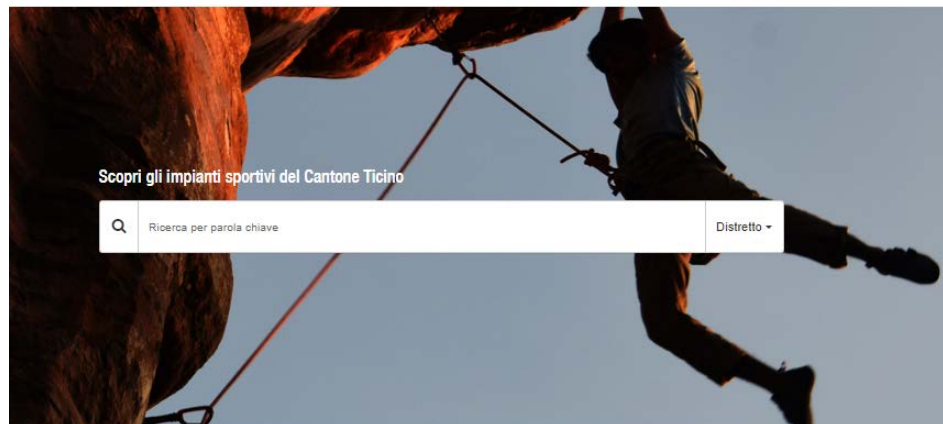 Scopri gli impianti sportivi del Cantone Ticino
Ricerca per parola chiave
Distretto